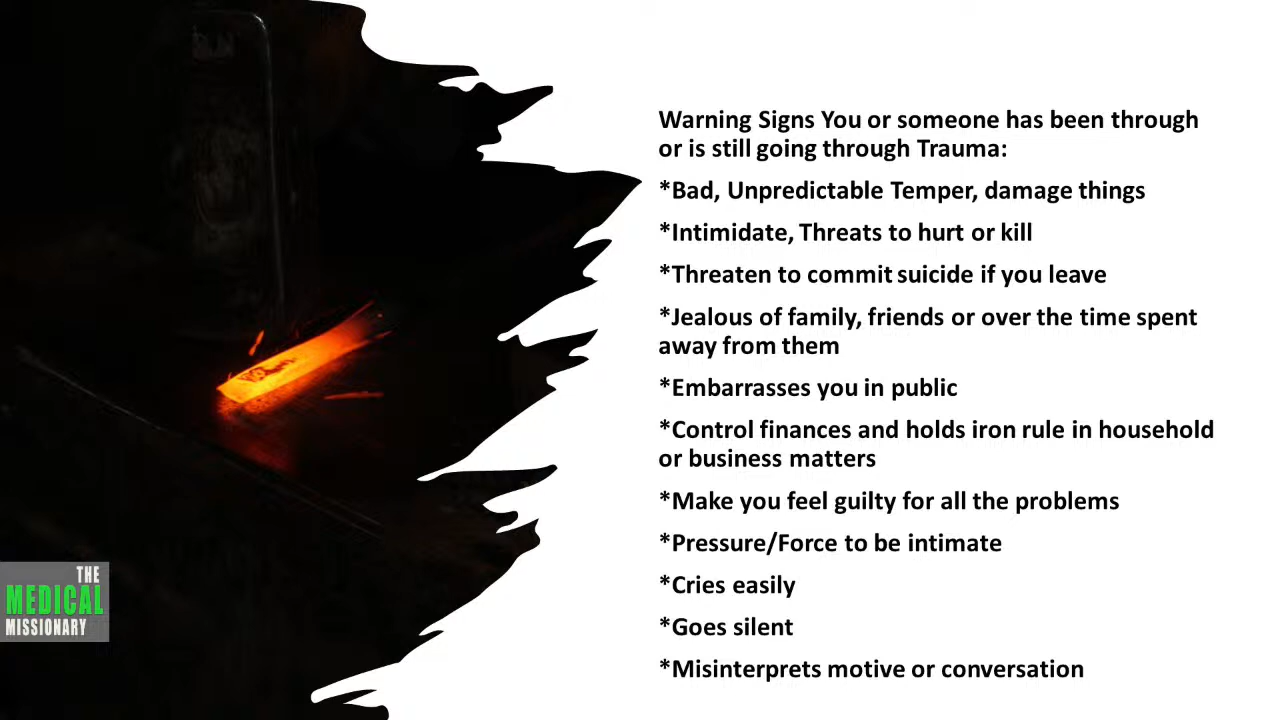 Warning Signs You or someone has been through
or is still going through Trauma:
*Bad, Unpredictable Temper, damage things
*Intimidate, Threats to hurt or kill
*Threaten to commit suicide if you leave
*Jealous of family, friends or over the time spent
away from them
*Embarrasses you in public
*Control finances and holds iron rule in household
or business matters
*Make you feel guilty for all the problems
*Pressure/Force to be intimate
*Cries easily
*Goes silent
*Misinterprets motive or conversation
THE
MEDICAL
MISSIONARY